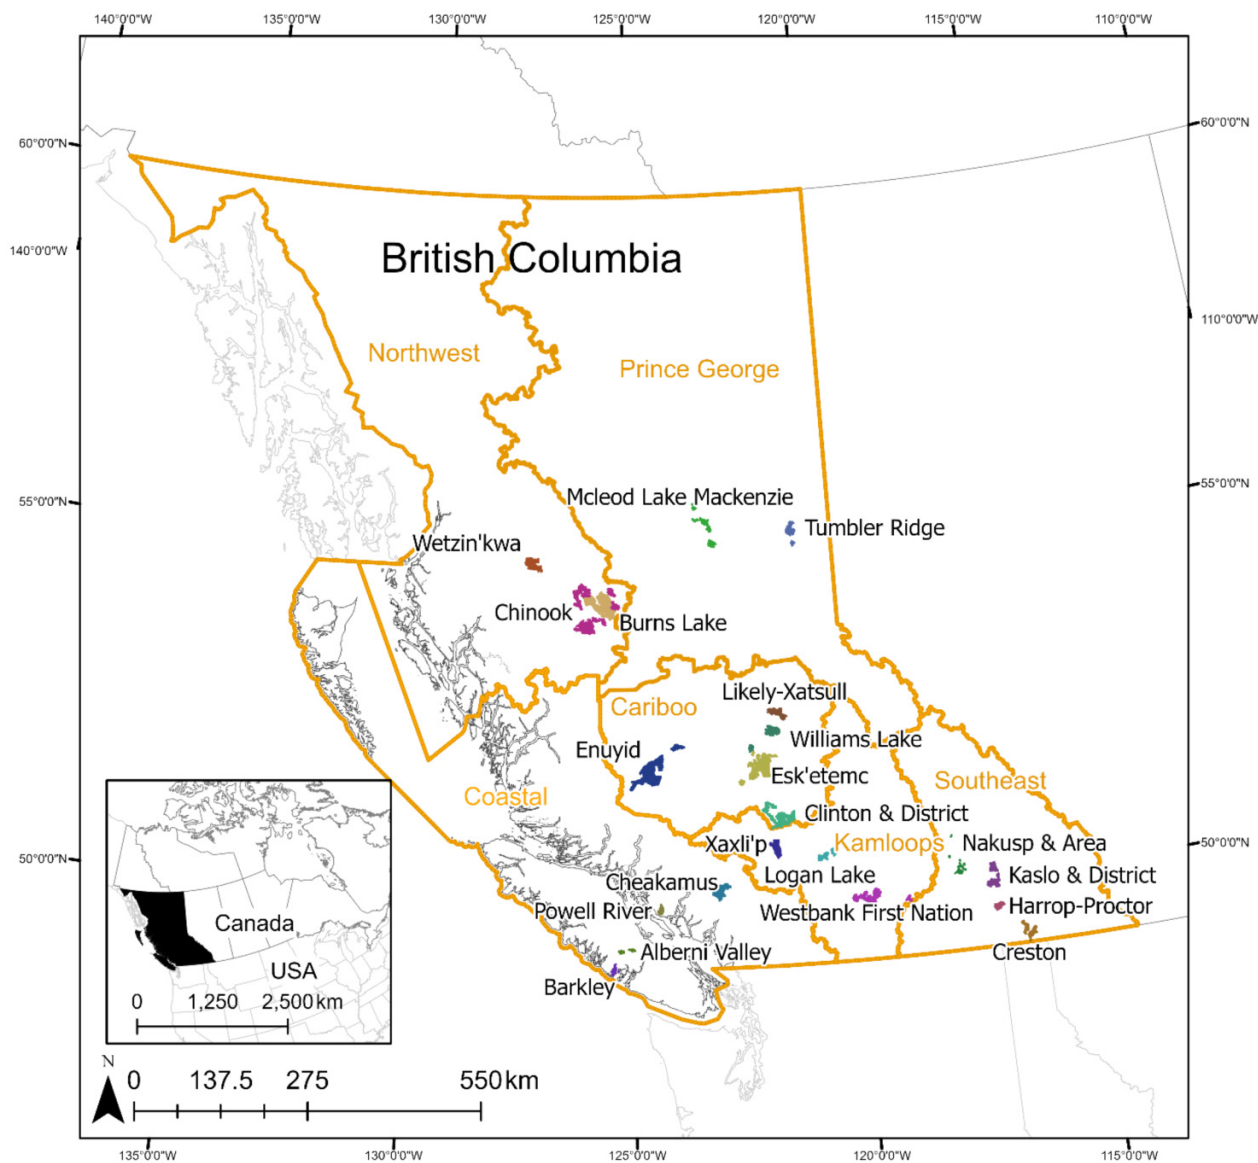 140°0'0"W
135°0'0"W
130°0'0"W
125°0'0"W
120°0'0"W
115°0'0"W
110°0'0"W
60°0'0"N
60°0'0"N
140°0'0"W
British Columbia
110°0'0"W
Northwest
Prince George
55°0'0"N
Mcleod Lake Mackenzie
55°0'0"N
Tumbler Ridge
Wetzin'kwa
Chinook
Burns Lake
Likely-Xatsull
Cariboo
Williams Lake
Enuyid
Esk'etemc
Southeast
Coastal
Clinton & District
Xaxli'p
Kamloops
Nakusp & Area
50°0'0"N
50°0'0"N
Logan Lake
Kaslo & District
Cheakamus
Powell River
Westbank First Nation
Harrop-Proctor
Canada
Alberni Valley
Creston
USA
Barkley
0 1,250 2,500 km
N
0 137.5 275 550 km
135°0'0"W
130°0'0"W
125°0'0"W
120°0'0"W
115°0'0"W